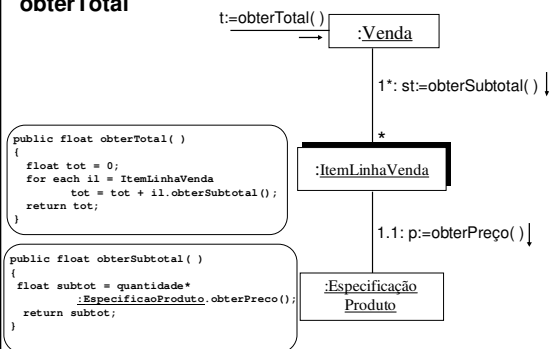 obterTotal
t:=obterTotal( )
:Venda
1*: st:=obterSubtotal( )
*
public float obterTotal( )
{
float tot = 0;
for each il = ItemLinhaVenda
tot = tot + il.obterSubtotal();
return tot;
}
:ItemLinhaVenda
1.1: p:=obterPreço( )
public float obterSubtotal( )
{
float subtot = quantidade*
:EspecificaoProduto.obterPreco();
return subtot;
}
:Especificação
Produto